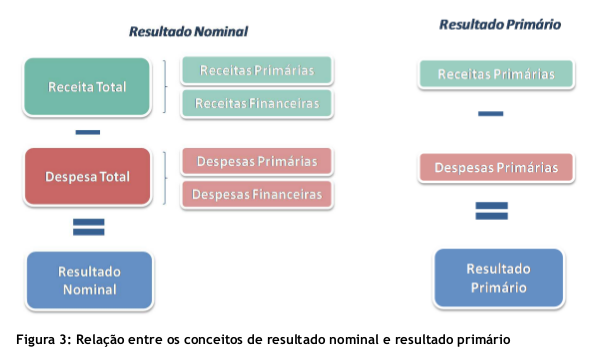 Resultado Nominal
Receita Total
Receitas Primárias
Receitas Financeiras
Despesa Total
Despesas Primárias
Despesas Financeiras
Resultado
Nominal
Resultado Primário
Receitas Primárias
Despesas Primárias
Resultado
Primário
Figura 3: Relação entre os conceitos de resultado nominal e resultado primário